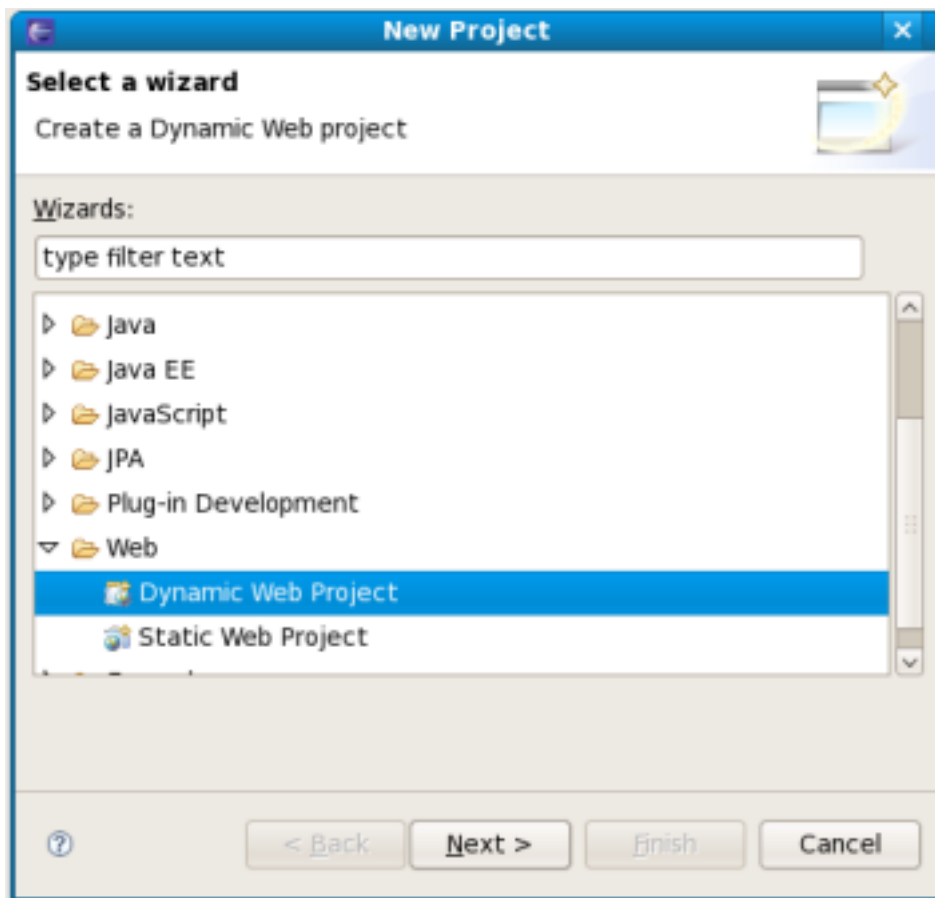 New Project
Select a wizard
Create a Dynamic Web project
Wizards:
type filter text
Java
Java EE
JavaScript
JPA
Plug-in Development
Web
Dynamic Web Project
Static Web Project
< Back Next > Finish Cancel